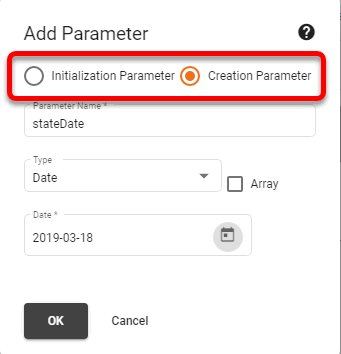 Add Parameter ?
Initialization Parameter Creation Parameter
Parameter Name *
stateDate
Type
Date
Array
Date *
2019-03-18
OK Cancel